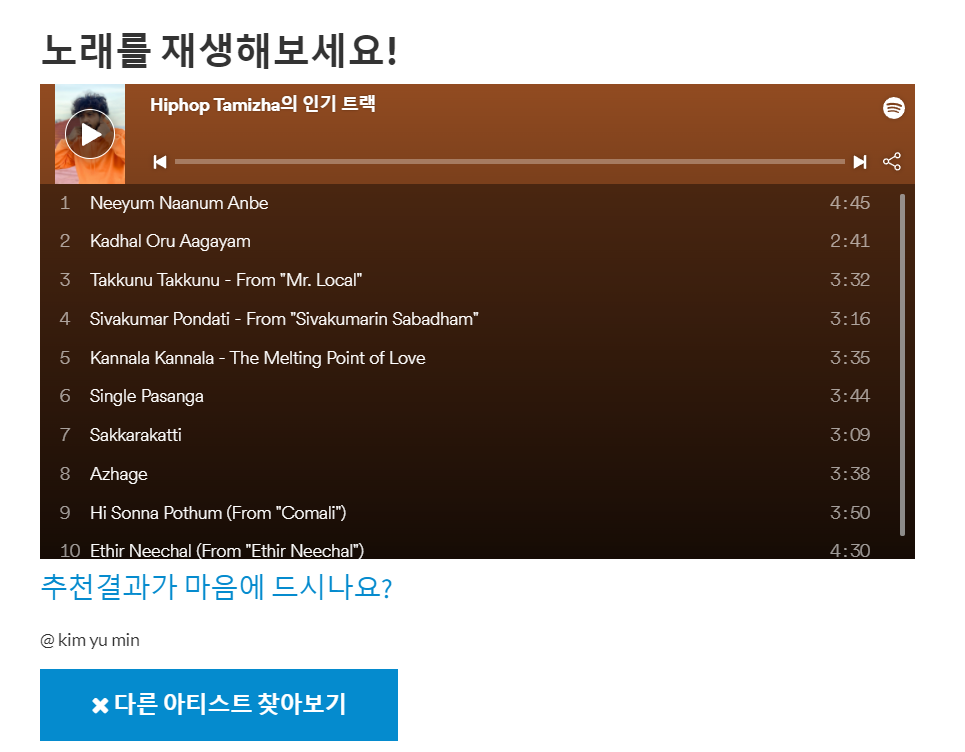 노래를 재생해보세요!
Hiphop Tamizha의 인기 트랙
1 Neeyum Naanum Anbe 4:45
2 Kadhal Oru Aagayam 2:41
3 Takkunu Takkunu - From "Mr. Local" 3:32
4 Sivakumar Pondati - From "Sivakumarin Sabadham" 3:16
5 Kannala Kannala - The Melting Point of Love 3:35
6 Single Pasanga 3:44
7 Sakkarakatti 3:09
8 Azhage 3:38
9 Hi Sonna Pothum (From "Comali") 3:50
10 Ethir Neechal (From "Ethir Neechal") 4:30
추천결과가 마음에 드시나요?
@ kim yu min
✖ 다른 아티스트 찾아보기